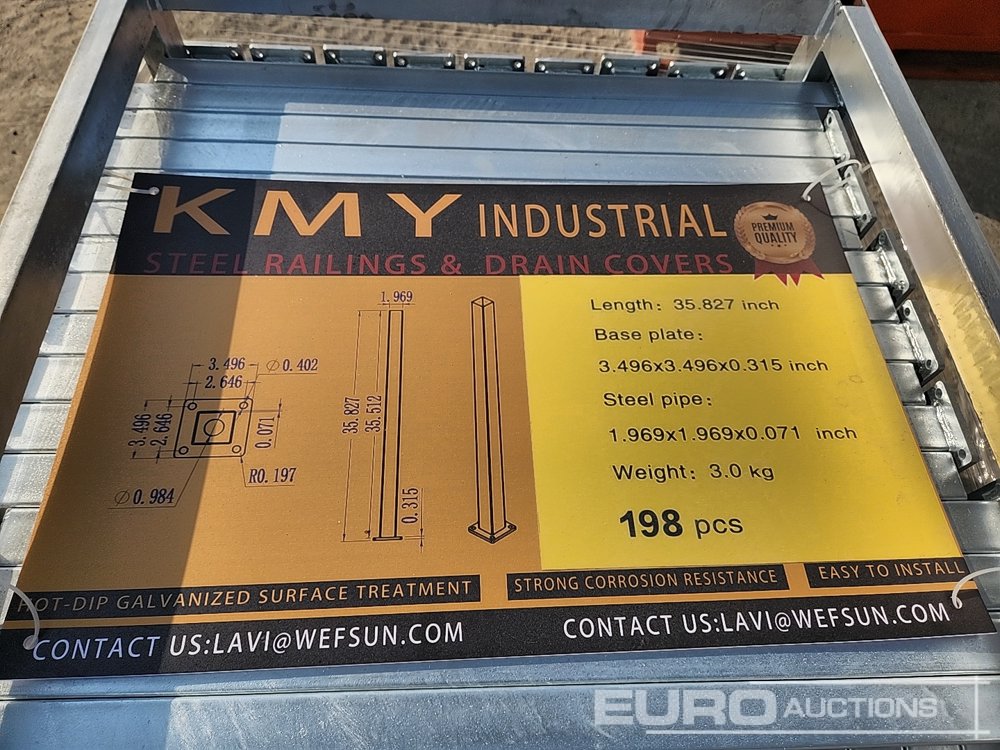 KMY INDUSTRIAL
PREMIUM
QUALITY
STEEL RAILINGS & DRAIN COVERS
1.969
3.496
Ø0.402
2.646
3.496
2.646
0.071
R0.197
Ø0.984
35.827
35.512
0.315
Length: 35.827 inch
Base plate:
3.496x3.496x0.315 inch
Steel pipe:
1.969x1.969x0.071 inch
Weight: 3.0 kg
198 pcs
HOT-DIP GALVANIZED SURFACE TREATMENT
STRONG CORROSION RESISTANCE
EASY TO INSTALL
CONTACT US:LAVI@WEFSUN.COM
CONTACT US:LAVI@WEFSUN.COM
EURO AUCTIONS